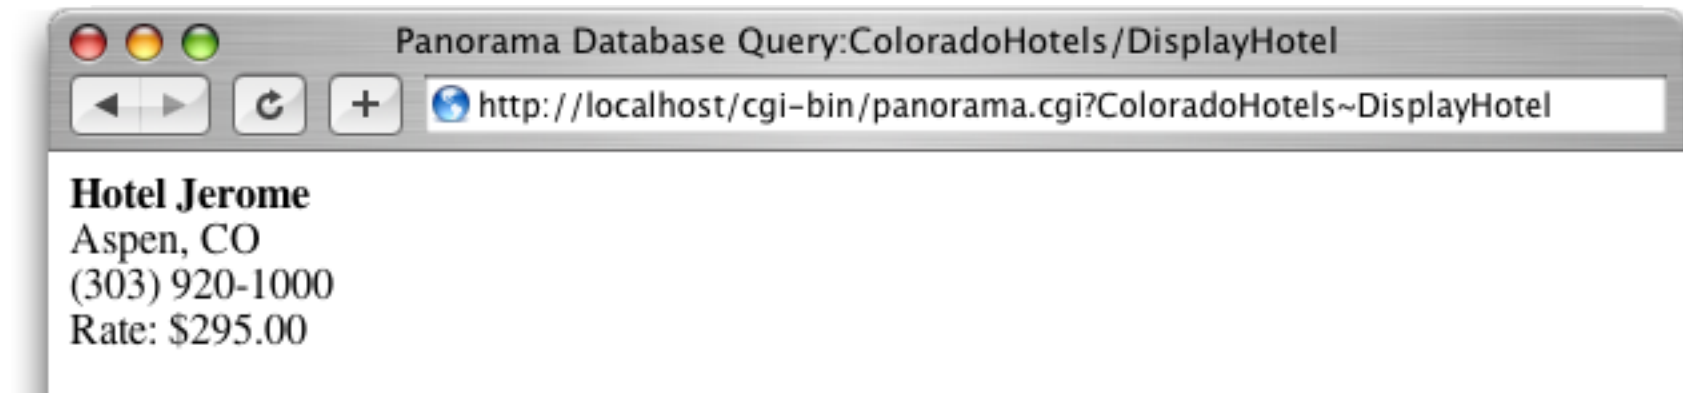 Panorama Database Query:ColoradoHotels/DisplayHotel
http://localhost/cgi-bin/panorama.cgi?ColoradoHotels~DisplayHotel
Hotel Jerome
Aspen, CO
(303) 920-1000
Rate: $295.00